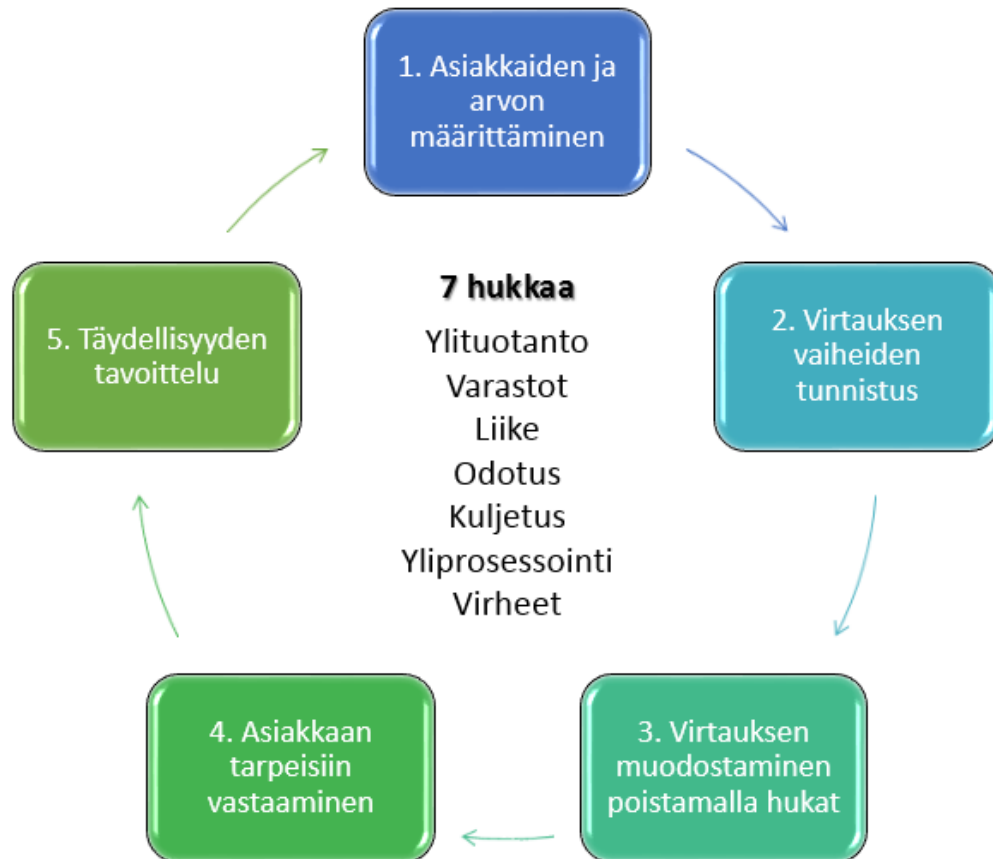 1. Asiakkaiden ja
arvon
määrittäminen
2. Virtauksen
vaiheiden
tunnistus
3. Virtauksen
muodostaminen
poistamalla hukat
4. Asiakkaan
tarpeisiin
vastaaminen
5. Täydellisyyden
tavoittelu
7 hukkaa
Ylituotanto
Varastot
Liike
Odotus
Kuljetus
Yliprosessointi
Virheet